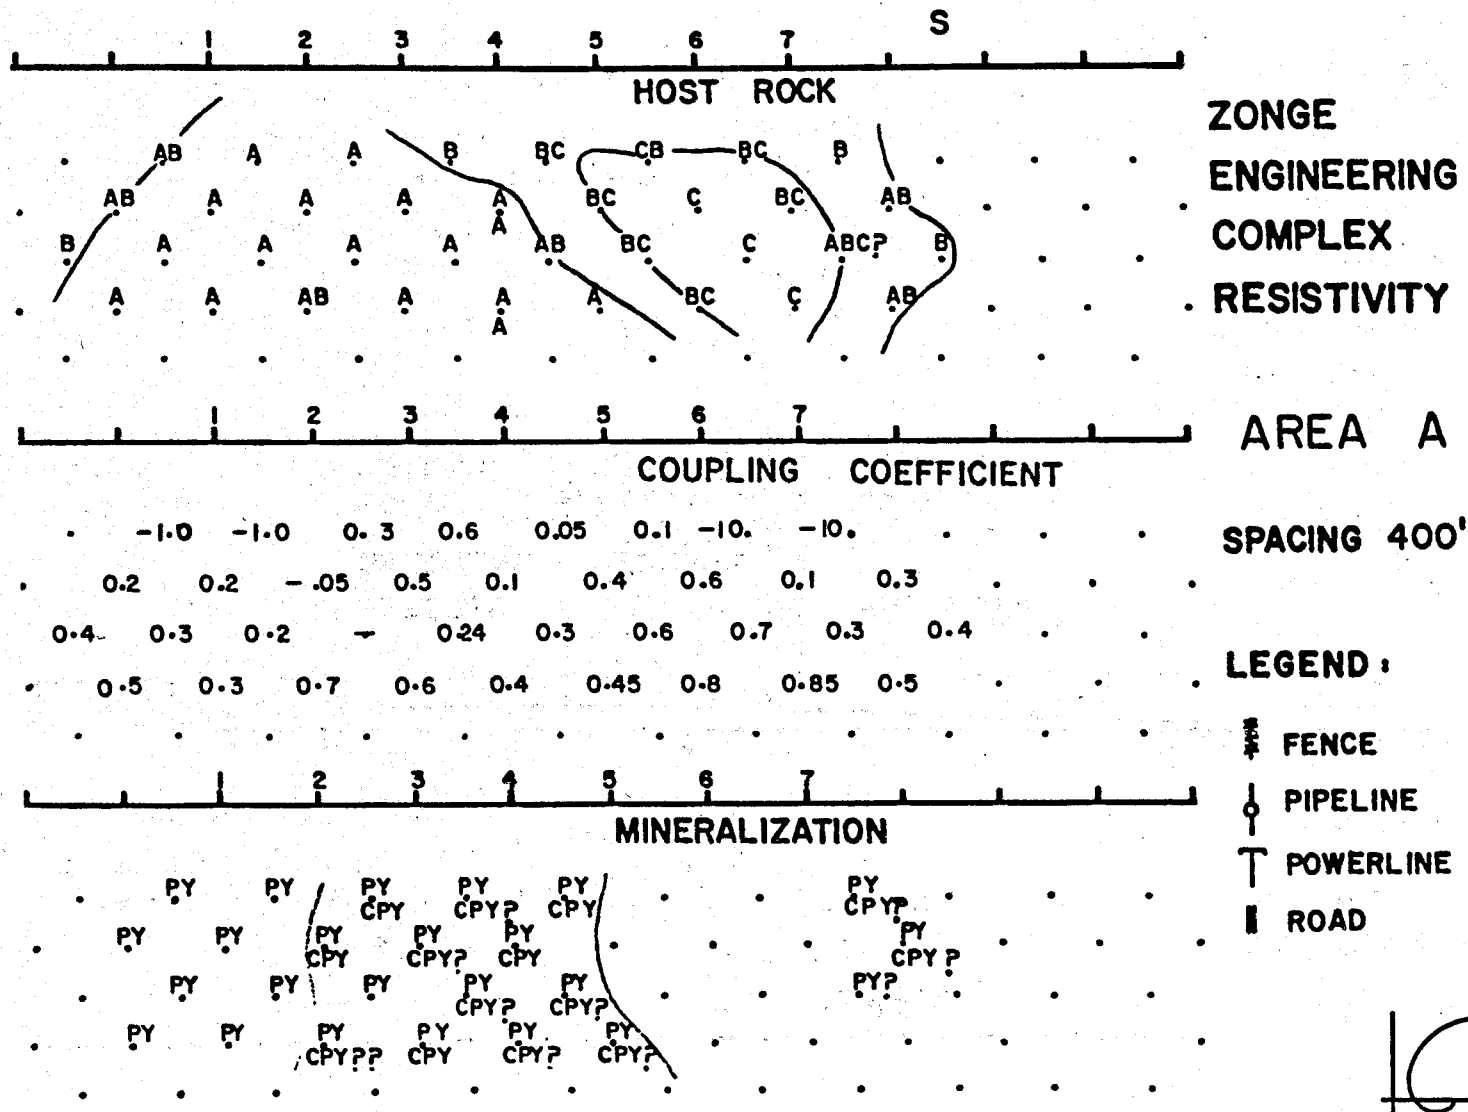 S
1 2 3 4 5 6 7
HOST ROCK
AB A A B BC CB BC B
AB A A A A BC C BC AB
A
B A A A A AB BC C ABC? B
A A AB A A A BC C AB
A
1 2 3 4 5 6 7
COUPLING COEFFICIENT
-1.0 -1.0 0.3 0.6 0.05 0.1 -10. -10.
0.2 0.2 -.05 0.5 0.1 0.4 0.6 0.1 0.3
0.4 0.3 0.2 - 0.24 0.3 0.6 0.7 0.3 0.4
0.5 0.3 0.7 0.6 0.4 0.45 0.8 0.85 0.5
1 2 3 4 5 6 7
MINERALIZATION
PY PY PY PY PY PY
CPY CPY? CPY CPY?
PY PY PY PY PY PY
CPY CPY? CPY CPY?
PY PY PY PY PY PY?
CPY? CPY?
PY PY PY PY PY PY
CPY?? CPY CPY? CPY?
ZONGE
ENGINEERING
COMPLEX
RESISTIVITY
AREA A
SPACING 400'
LEGEND:
FENCE
PIPELINE
POWERLINE
ROAD